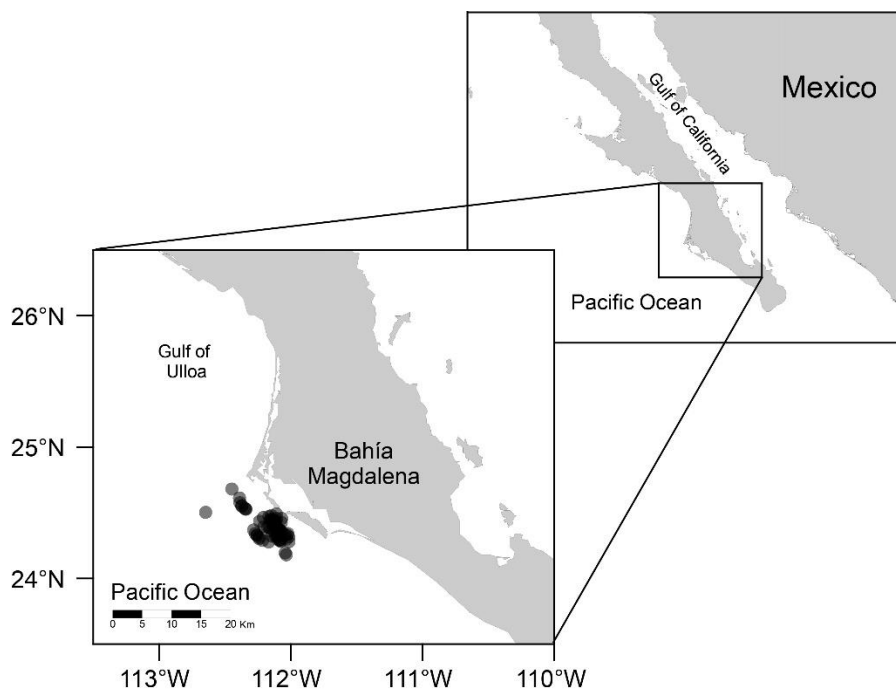 Mexico
Gulf of California
Pacific Ocean
26°N
25°N
24°N
Gulf of
Ulloa
Bahía
Magdalena
Pacific Ocean
0 5 10 15 20 Km
113°W 112°W 111°W 110°W